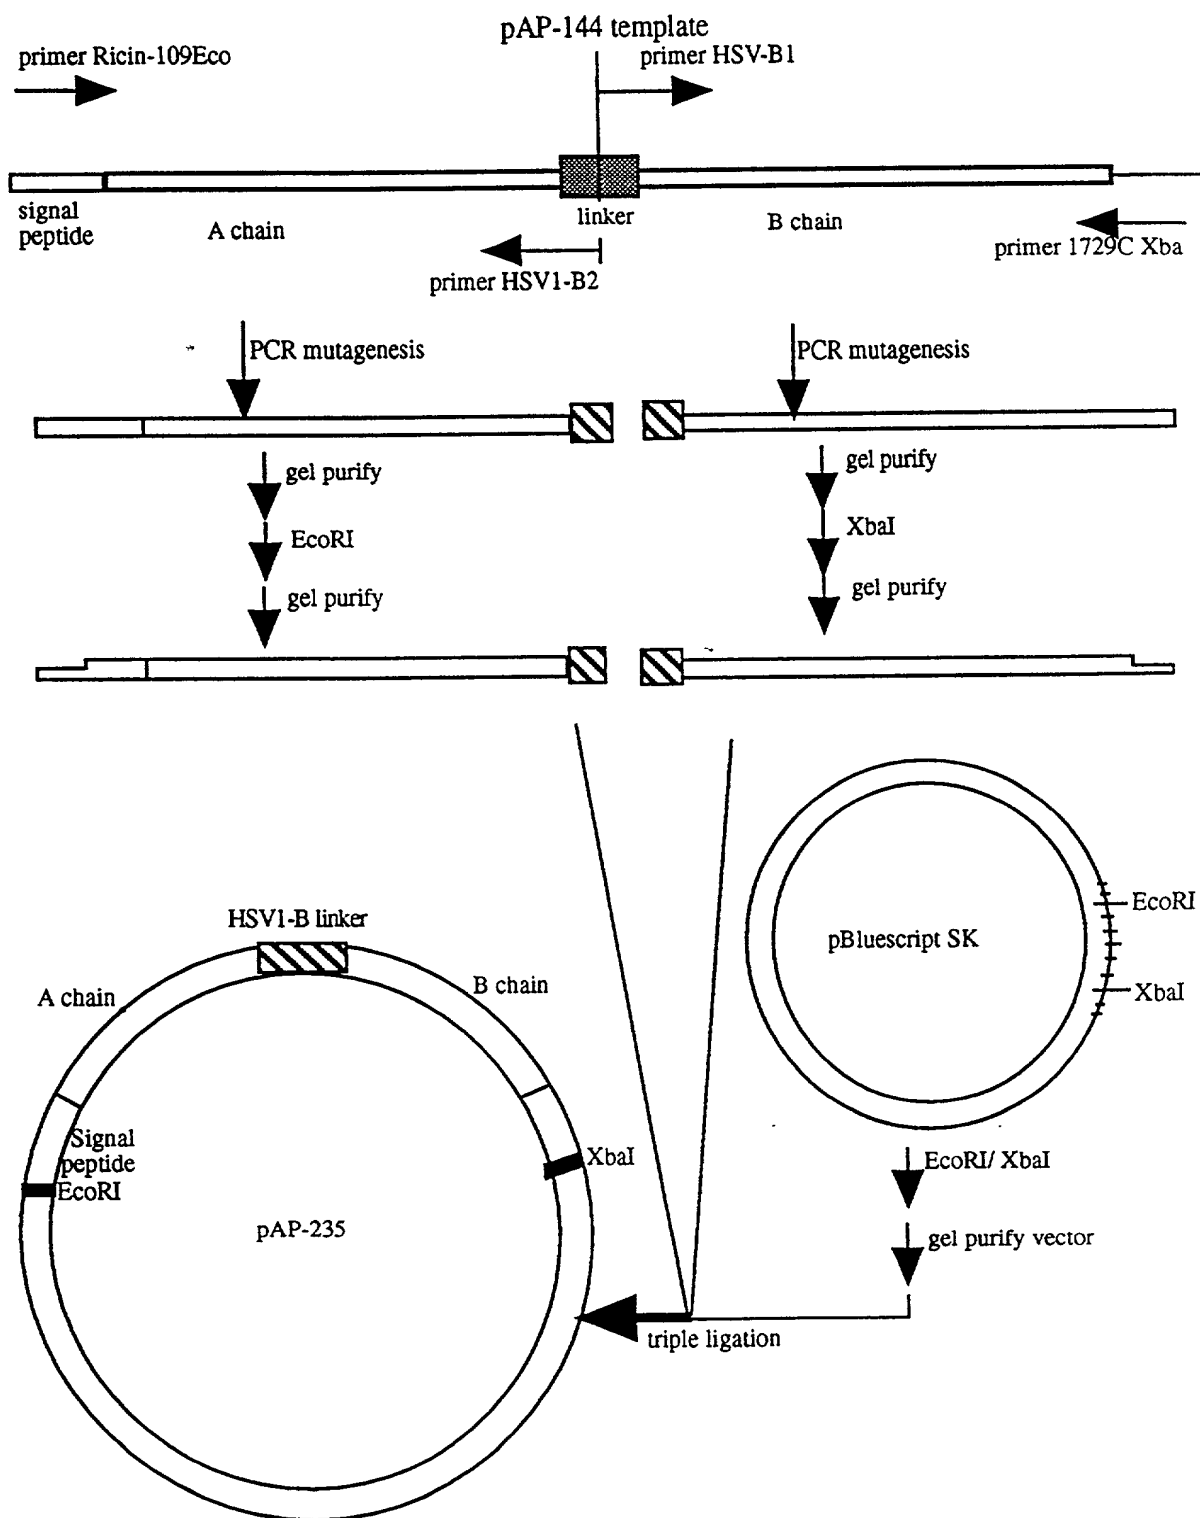 pAP-144 template
primer Ricin-109Eco
primer HSV-B1
signal
peptide
A chain
linker
B chain
primer HSV1-B2
primer 1729C Xba
PCR mutagenesis
PCR mutagenesis
gel purify
gel purify
EcoRI
XbaI
gel purify
gel purify
HSV1-B linker
A chain
B chain
pBluescript SK
EcoRI
XbaI
Signal
peptide
EcoRI
XbaI
pAP-235
EcoRI/ XbaI
gel purify vector
triple ligation